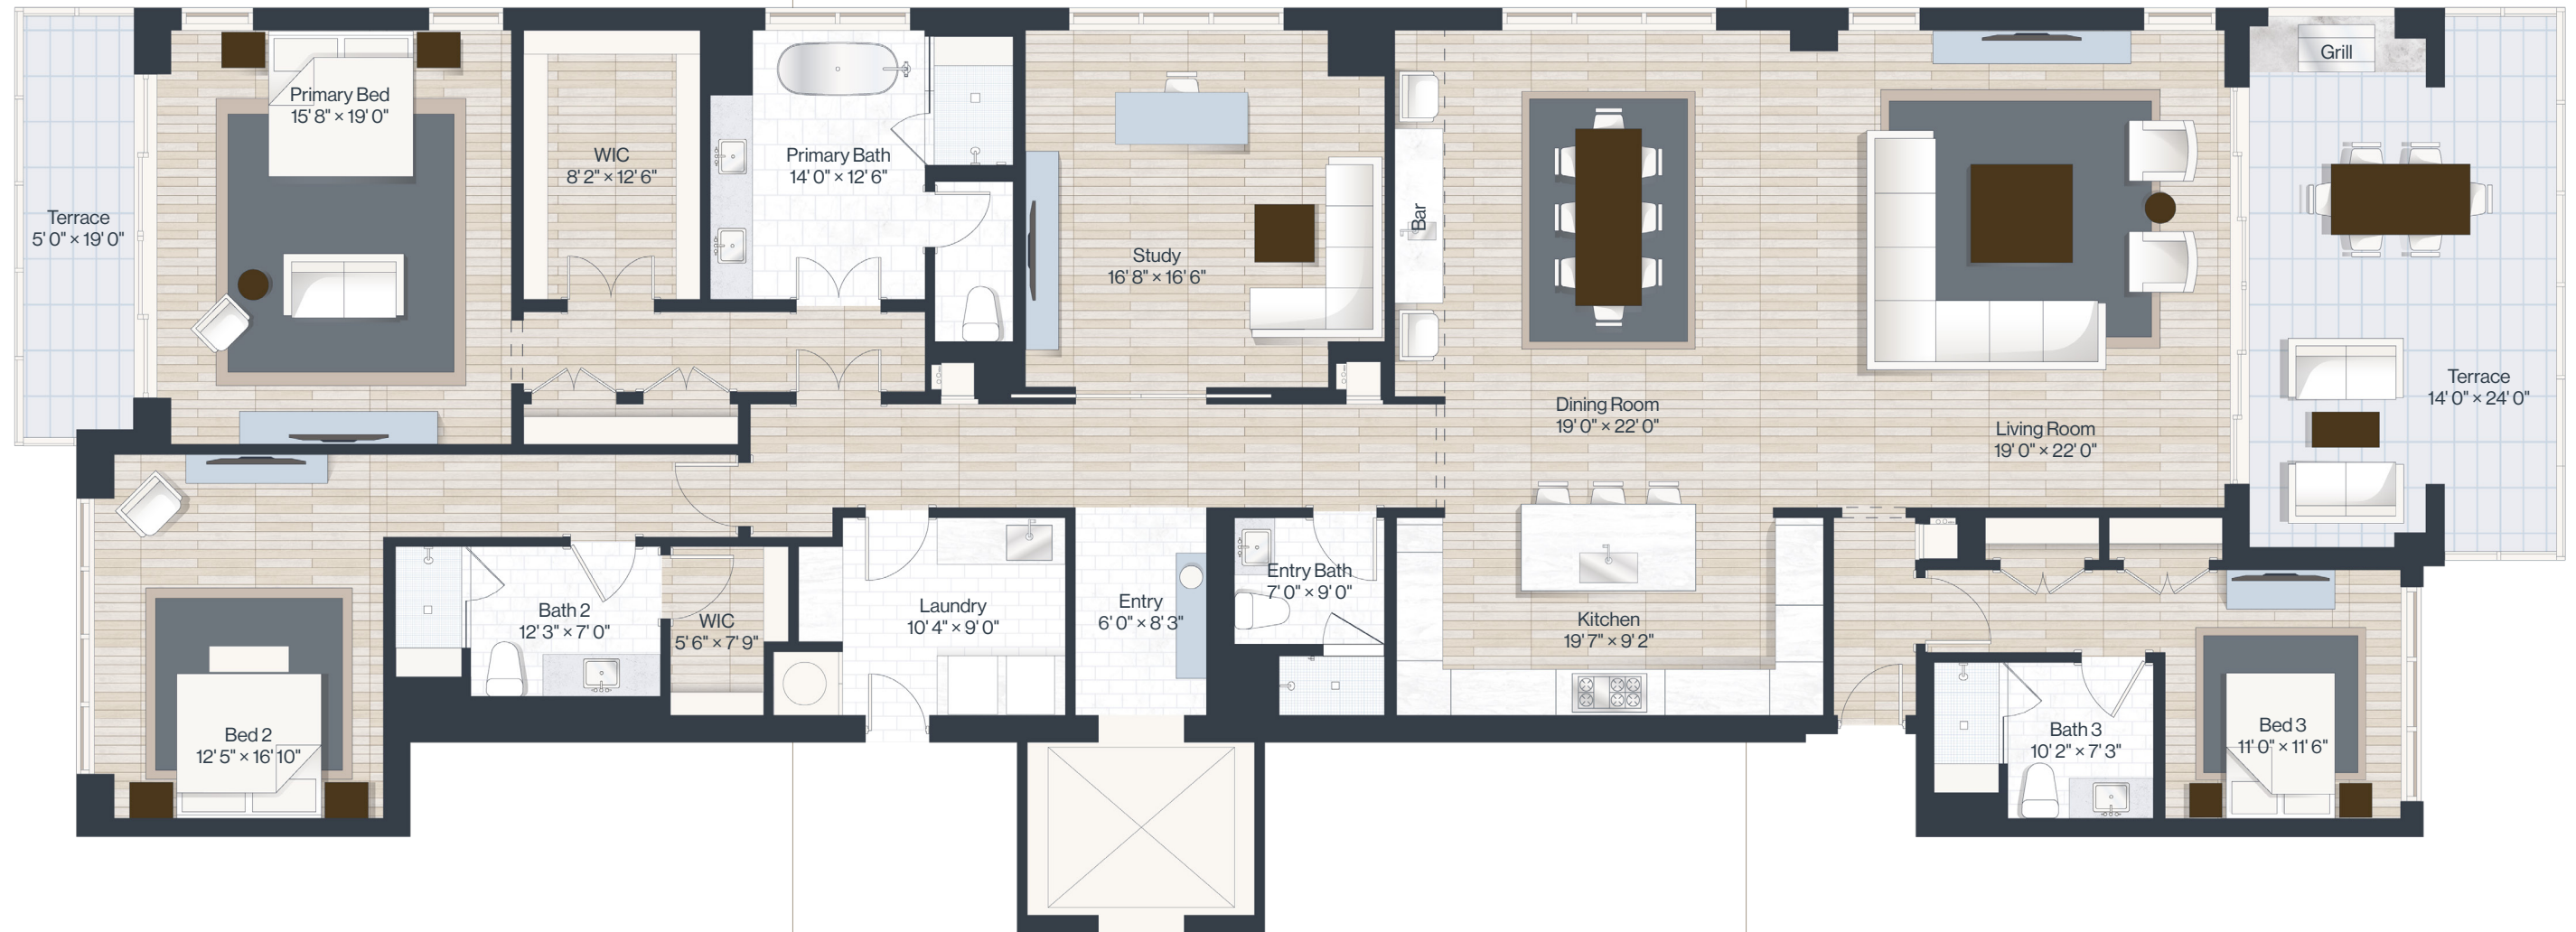 Grill
Primary Bed
15' 8" × 19' 0"
WIC
8' 2" × 12' 6"
Primary Bath
14' 0" × 12' 6"
Terrace
5' 0" × 19' 0"
Bar
Study
16' 8" × 16' 6"
Terrace
14' 0" × 24' 0"
Dining Room
19' 0" × 22' 0"
Living Room
19' 0" × 22' 0"
Entry Bath
7' 0" × 9' 0"
Bath 2
12' 3" × 7' 0"
WIC
5' 6" × 7' 9"
Laundry
10' 4" × 9' 0"
Entry
6' 0" × 8' 3"
Kitchen
19' 7" × 9' 2"
Bed 2
12' 5" × 16' 10"
Bath 3
10' 2" × 7' 3"
Bed 3
11' 0" × 11' 6"